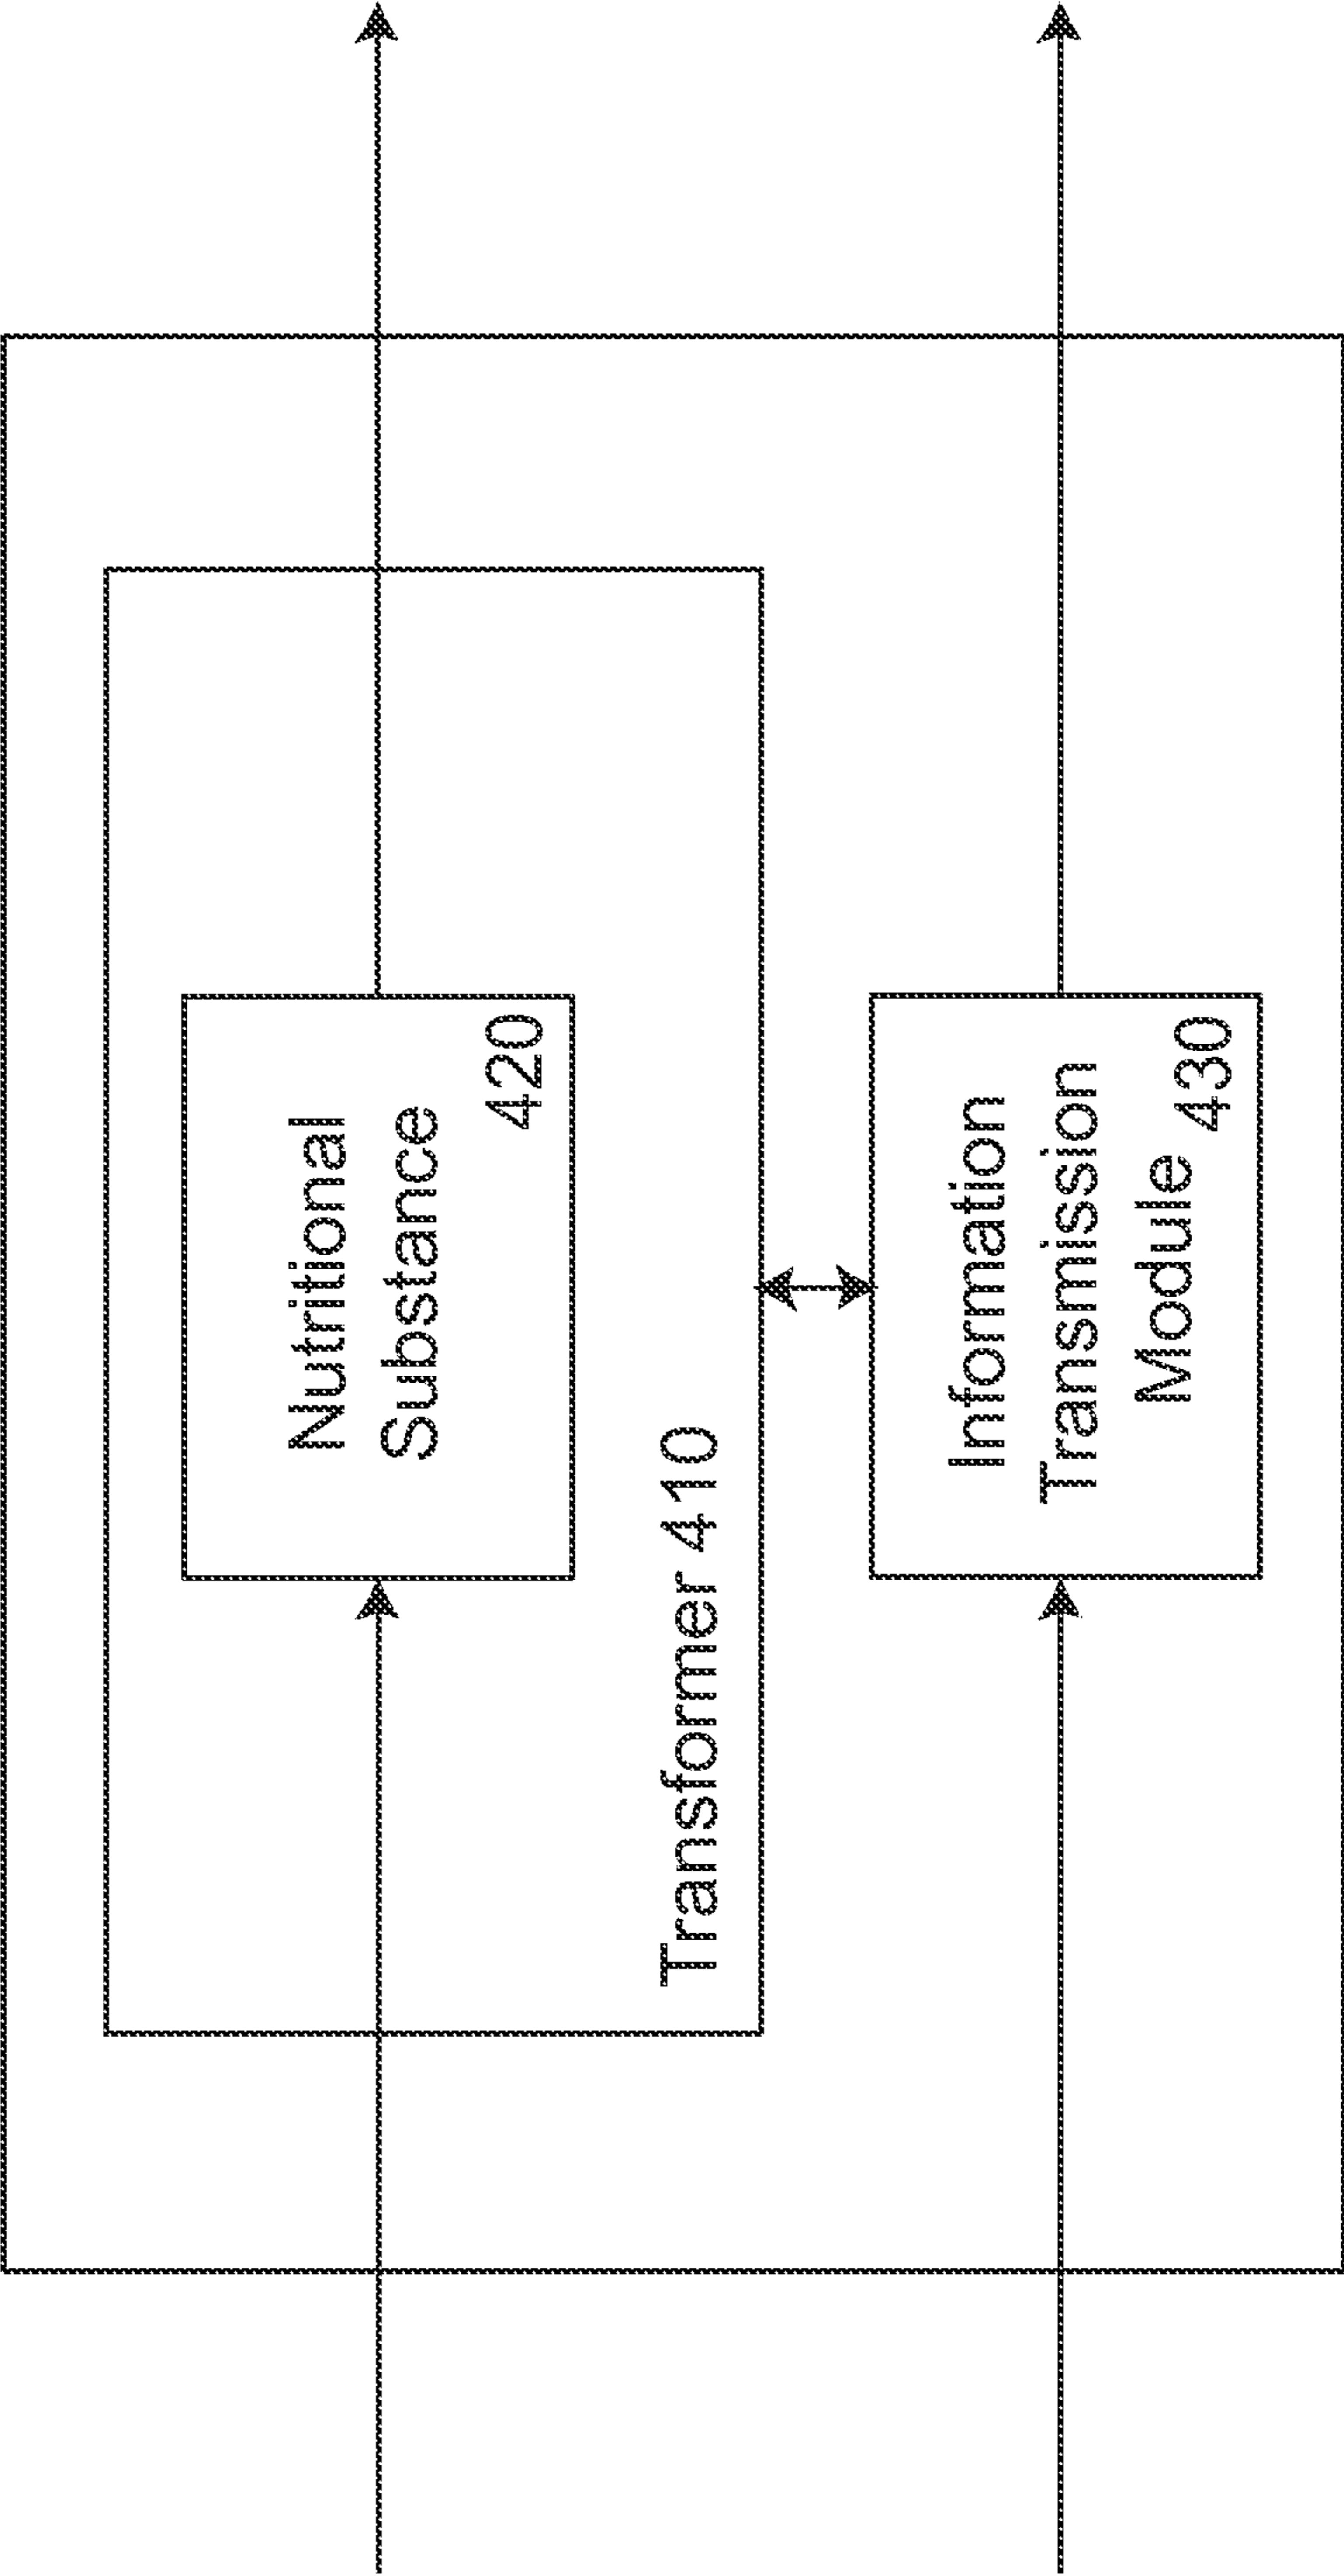 Nutritional
Substance
420
Transformer 410
Information
Transmission
Module
430